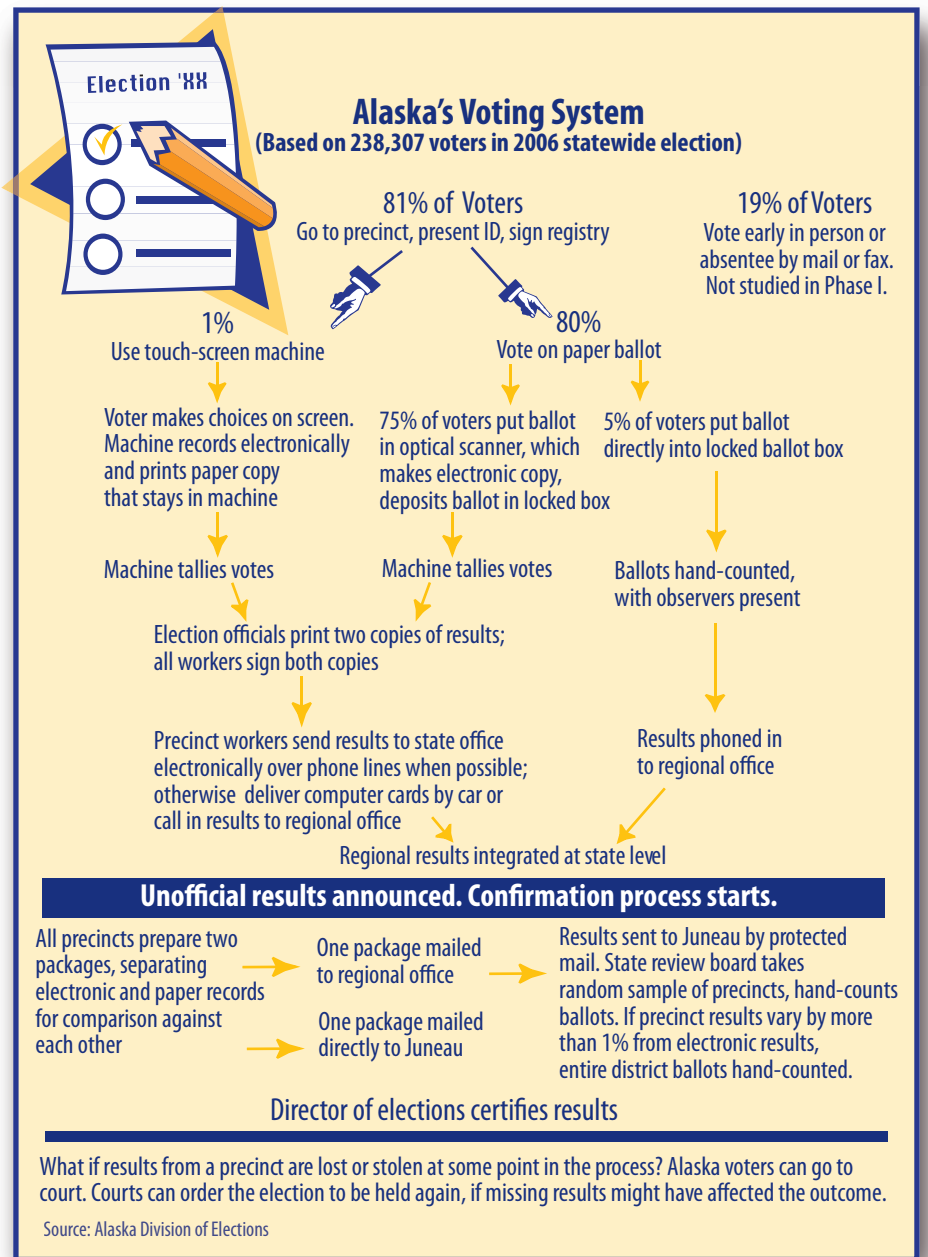 Election 'XX
Alaska's Voting System
(Based on 238,307 voters in 2006 statewide election)
81% of Voters
Go to precinct, present ID, sign registry
19% of Voters
Vote early in person or
absentee by mail or fax.
Not studied in Phase I.
1%
Use touch-screen machine
80%
Vote on paper ballot
Voter makes choices on screen.
Machine records electronically
and prints paper copy
that stays in machine
75% of voters put ballot
in optical scanner, which
makes electronic copy,
deposits ballot in locked box
5% of voters put ballot
directly into locked ballot box
Machine tallies votes
Machine tallies votes
Ballots hand-counted,
with observers present
Election officials print two copies of results;
all workers sign both copies
Precinct workers send results to state office
electronically over phone lines when possible;
otherwise deliver computer cards by car or
call in results to regional office
Results phoned in
to regional office
Regional results integrated at state level
Unofficial results announced. Confirmation process starts.
All precincts prepare two
packages, separating
electronic and paper records
for comparison against
each other
One package mailed
to regional office
One package mailed
directly to Juneau
Results sent to Juneau by protected
mail. State review board takes
random sample of precincts, hand-counts
ballots. If precinct results vary by more
than 1% from electronic results,
entire district ballots hand-counted.
Director of elections certifies results
What if results from a precinct are lost or stolen at some point in the process? Alaska voters can go to
court. Courts can order the election to be held again, if missing results might have affected the outcome.
Source: Alaska Division of Elections